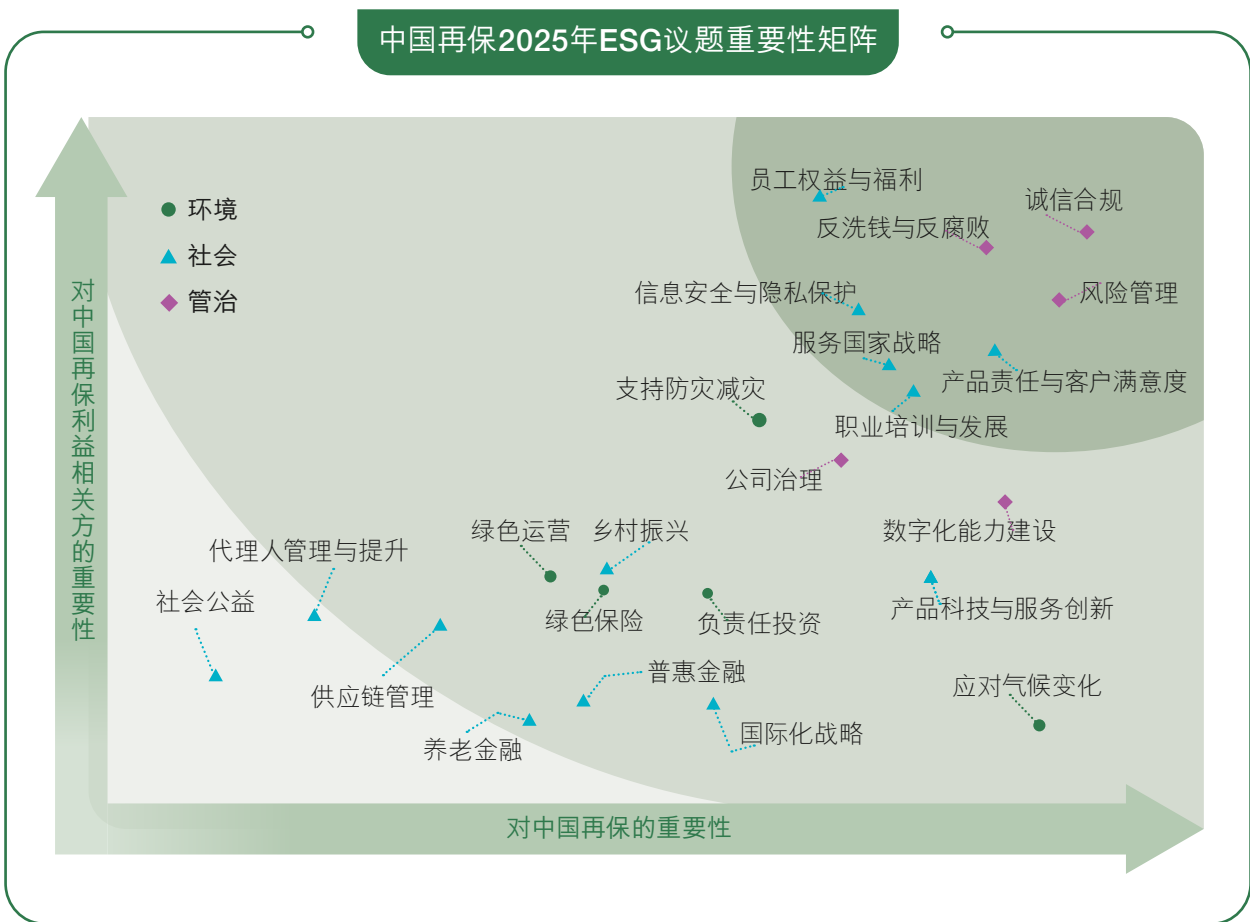 中国再保2025年ESG议题重要性矩阵
环境
社会
管治
对中国再保利益相关方的重要性
员工权益与福利
诚信合规
反洗钱与反腐败
信息安全与隐私保护
风险管理
服务国家战略
产品责任与客户满意度
支持防灾减灾
职业培训与发展
公司治理
绿色运营
乡村振兴
数字化能力建设
代理人管理与提升
社会公益
绿色保险
负责任投资
产品科技与服务创新
普惠金融
供应链管理
应对气候变化
养老金融
国际化战略
对中国再保的重要性